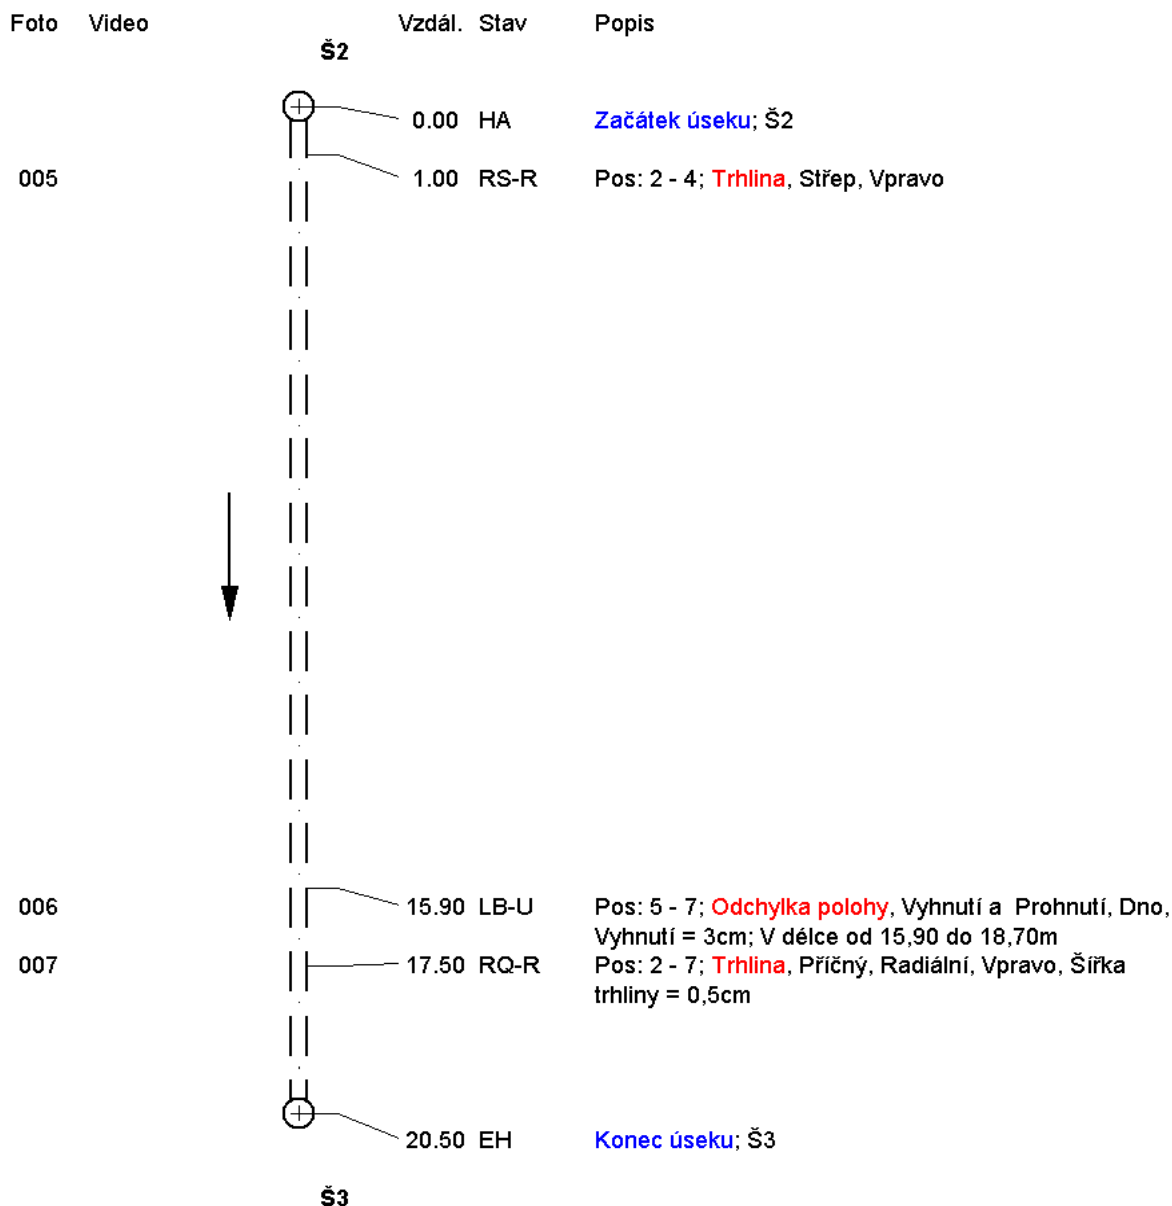 Foto Video Vzdál. Stav Popis
Š2
0.00 HA Začátek úseku; Š2
005 1.00 RS-R Pos: 2 - 4; Trhlina, Střep, Vpravo
006 15.90 LB-U Pos: 5 - 7; Odchylka polohy, Vyhnutí a Prohnutí, Dno,
Vyhnutí = 3cm; V délce od 15,90 do 18,70m
007 17.50 RQ-R Pos: 2 - 7; Trhlina, Příčný, Radiální, Vpravo, Šířka
trhliny = 0,5cm
20.50 EH Konec úseku; Š3
Š3